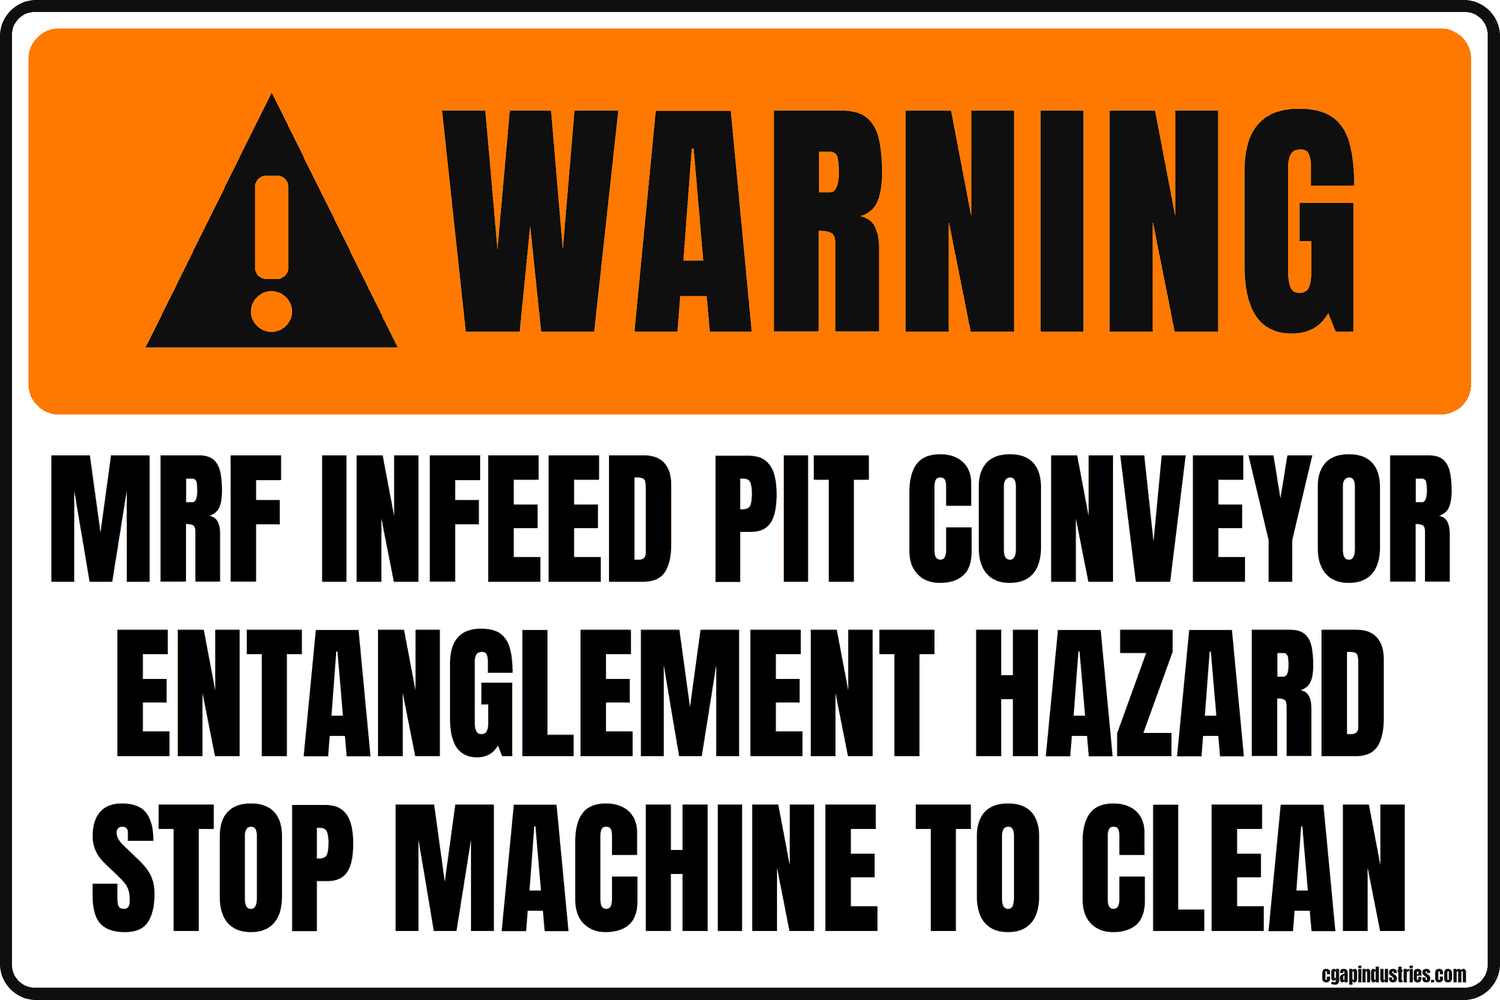 WARNING
MRF INFEED PIT CONVEYOR
ENTANGLEMENT HAZARD
STOP MACHINE TO CLEAN
cgapindustries.com